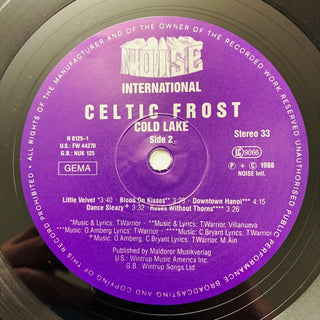 ALL RIGHTS OF THE MANUFACTURER AND OF THE OWNER OF THE RECORDED WORK RESERVED · UNAUTHORISED PUBLIC PERFORMANCE BROADCASTING AND COPYING OF THIS RECORD PROHIBITED ·
NOISE
INTERNATIONAL
CELTIC FROST
COLD LAKE
Side 2
N 0125-1
U.S.: FW 44270
G.B.: NUK 125
Stereo 33
GEMA
LC 9066
℗ + © 1988
NOISE Intl.
Little Velvet *3:40 · Blood On Kisses** 3:29 · Downtown Hanoi° 4:15
Dance Sleazy + 3:32 · Roses Without Thorns 3:26
*Music & Lyrics: T.Warrior · **Music & Lyrics: T.Warrior, Villanueva
Music: O.Amberg Lyrics: T.Warrior · Music: C.Bryant Lyrics: T.Warrior
Music: O.Amberg, C.Bryant Lyrics: T.Warrior, M.Ain
Published by Maldoror Musikverlag
U.S.: Wintrup Music America Inc.
G.B.: Wintrup Songs Ltd